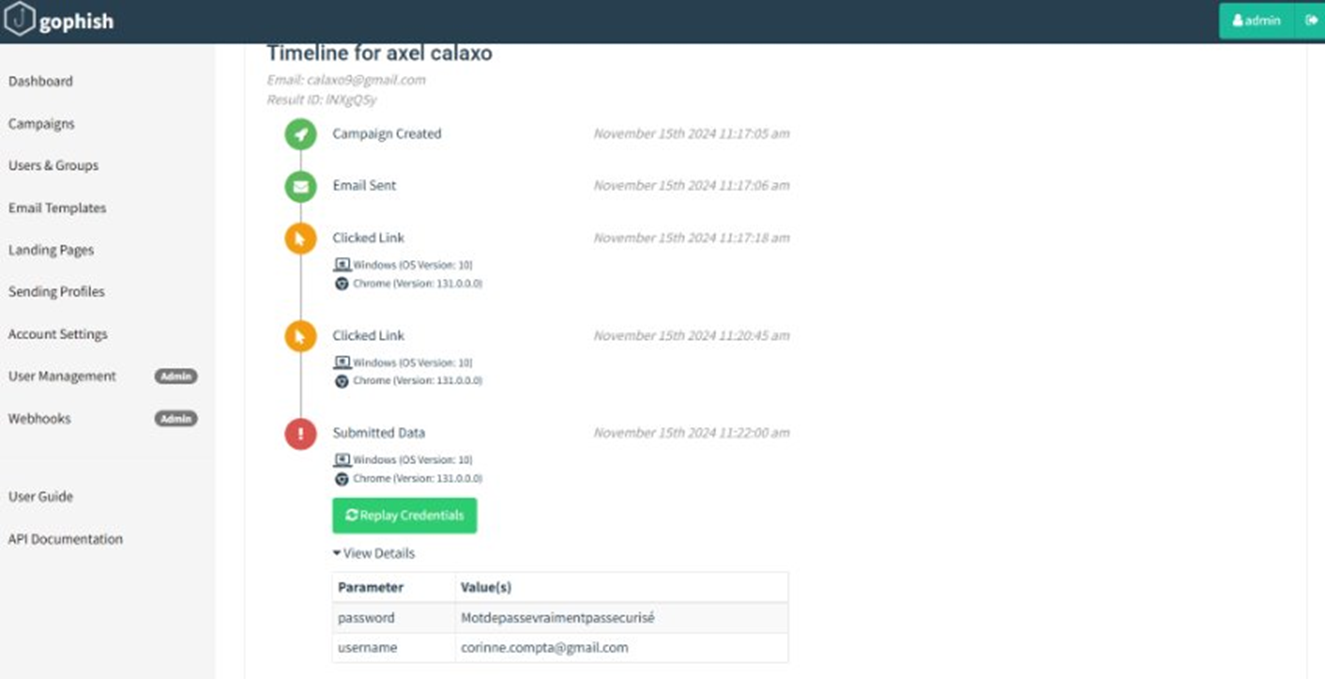 gophish
admin
Timeline for axel calaxo
Email: calaxo9@gmail.com
Dashboard
Result ID: lNXgQSy
Campaigns
Campaign Created November 15th 2024 11:17:05 am
Users & Groups
Email Sent November 15th 2024 11:17:06 am
Email Templates
Clicked Link November 15th 2024 11:17:18 am
Landing Pages
Windows (OS Version: 10)
Chrome (Version: 131.0.0.0)
Sending Profiles
Account Settings
Clicked Link November 15th 2024 11:20:45 am
Windows (OS Version: 10)
User Management Admin
Chrome (Version: 131.0.0.0)
Webhooks Admin
Submitted Data November 15th 2024 11:22:00 am
Windows (OS Version: 10)
Chrome (Version: 131.0.0.0)
User Guide
Replay Credentials
API Documentation
View Details
Parameter Value(s)
password Motdepassevraimentpassecurisé
username corinne.compta@gmail.com